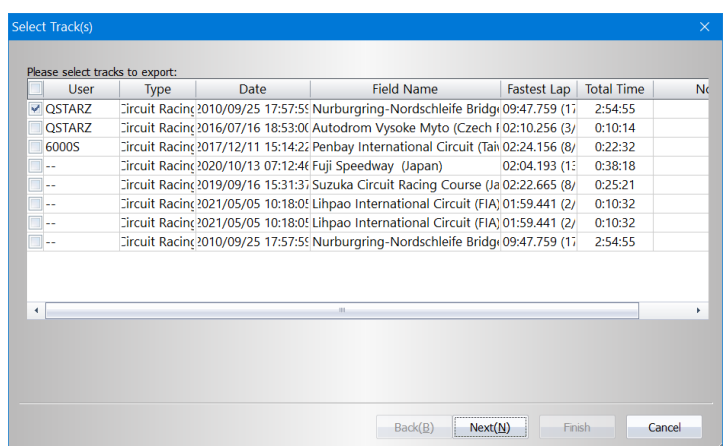 Select Track(s)
Please select tracks to export:
User Type Date Field Name Fastest Lap Total Time No
QSTARZ Circuit Racing 2010/09/25 17:57:59 Nurburgring-Nordschleife Bridge 09:47.759 (17 2:54:55
QSTARZ Circuit Racing 2016/07/16 18:53:00 Autodrom Vysoke Myto (Czech 02:10.256 (3/ 0:10:14
6000S Circuit Racing 2017/12/11 15:14:22 Penbay International Circuit (Tai 02:24.156 (8/ 0:22:32
-- Circuit Racing 2020/10/13 07:12:46 Fuji Speedway (Japan) 02:04.193 (13 0:38:18
-- Circuit Racing 2019/09/16 15:31:37 Suzuka Circuit Racing Course (Ja 02:22.665 (8/ 0:25:21
-- Circuit Racing 2021/05/05 10:18:05 Lihpao International Circuit (FIA) 01:59.441 (2/ 0:10:32
-- Circuit Racing 2021/05/05 10:18:05 Lihpao International Circuit (FIA) 01:59.441 (2/ 0:10:32
-- Circuit Racing 2010/09/25 17:57:59 Nurburgring-Nordschleife Bridge 09:47.759 (17 2:54:55
Back(B) Next(N) Finish Cancel